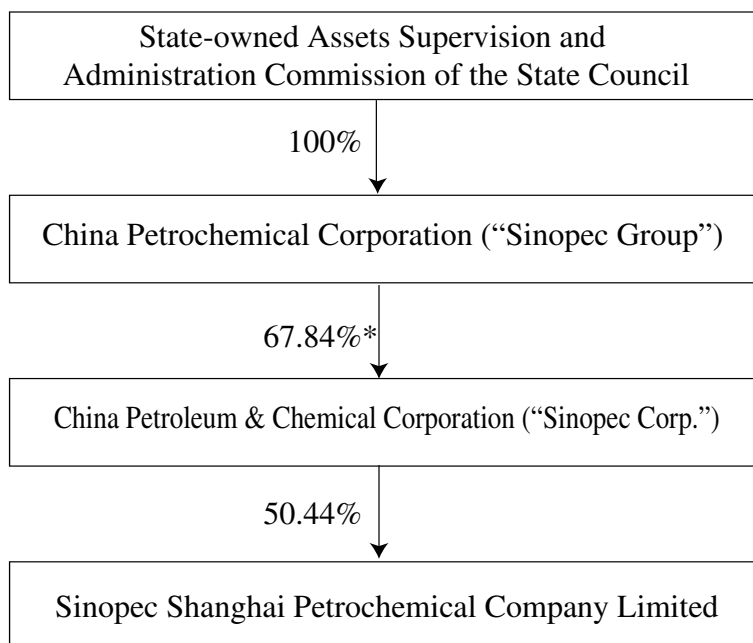 State-owned Assets Supervision and
Administration Commission of the State Council
100%
China Petrochemical Corporation (“Sinopec Group”)
67.84%*
China Petroleum & Chemical Corporation (“Sinopec Corp.”)
50.44%
Sinopec Shanghai Petrochemical Company Limited